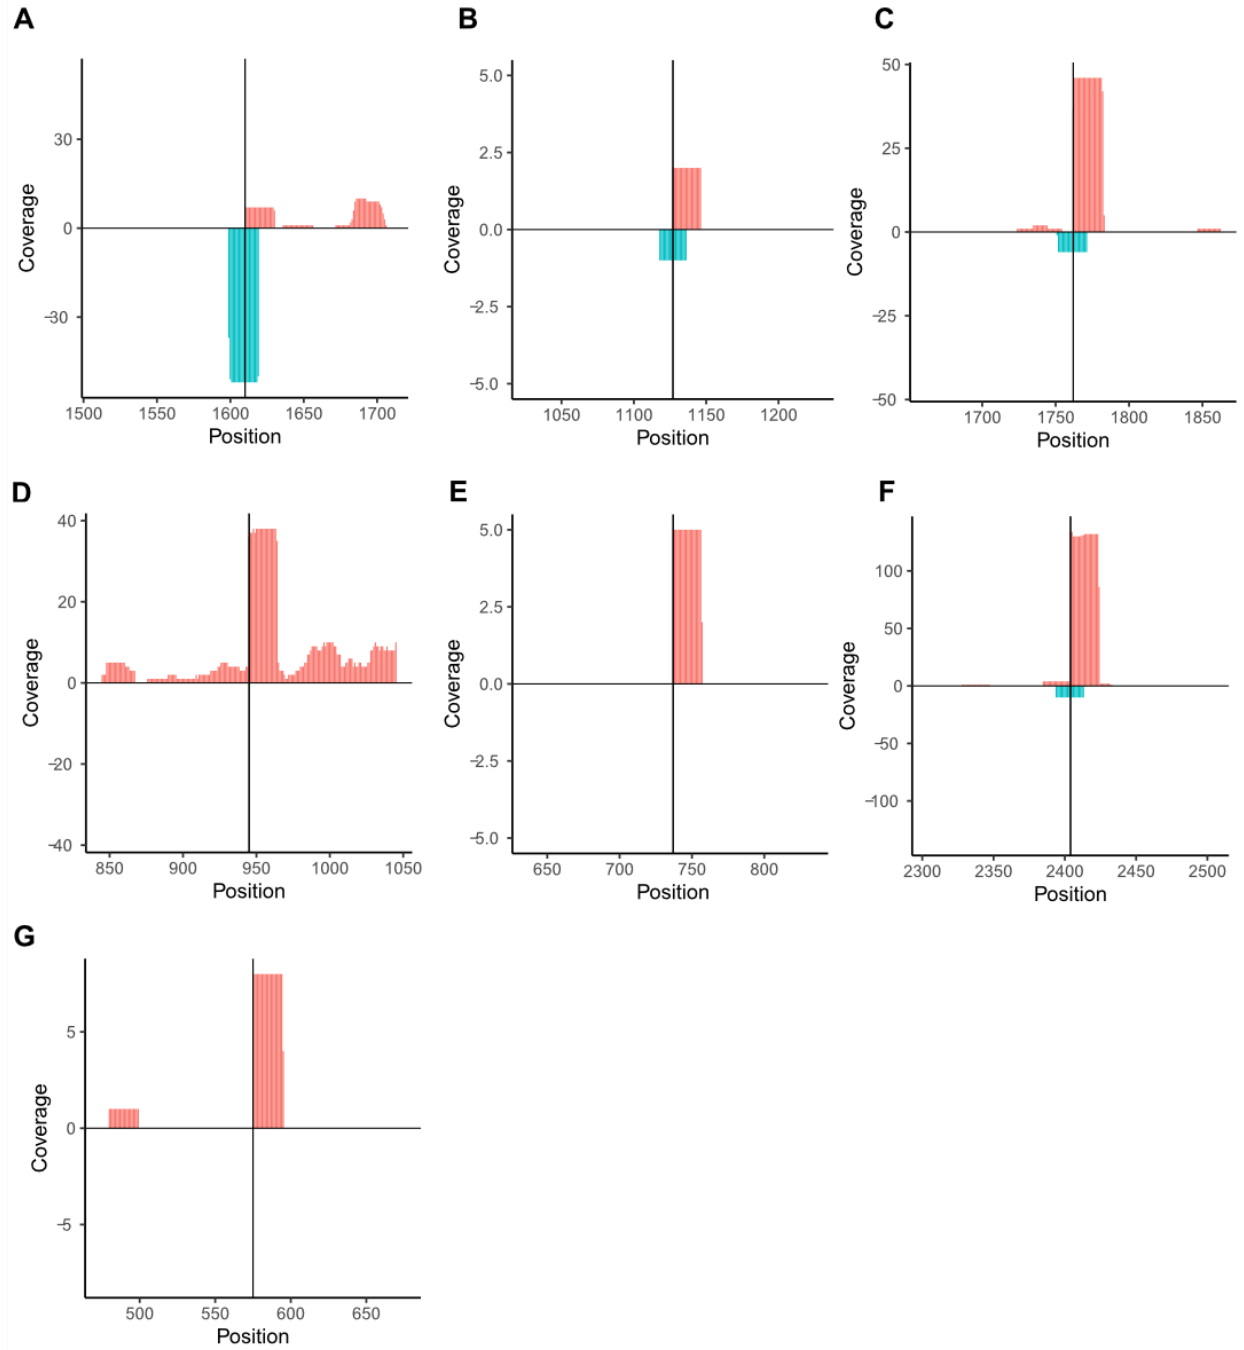 A
B
C
Coverage
30
0
−30
1500 1550 1600 1650 1700
Position
Coverage
5.0
2.5
0.0
−2.5
−5.0
1050 1100 1150 1200
Position
Coverage
50
25
0
−25
−50
1700 1750 1800 1850
Position
D
E
F
Coverage
40
20
0
−20
−40
850 900 950 1000 1050
Position
Coverage
5.0
2.5
0.0
−2.5
−5.0
650 700 750 800
Position
Coverage
100
50
0
−50
−100
2300 2350 2400 2450 2500
Position
G
Coverage
5
0
−5
500 550 600 650
Position